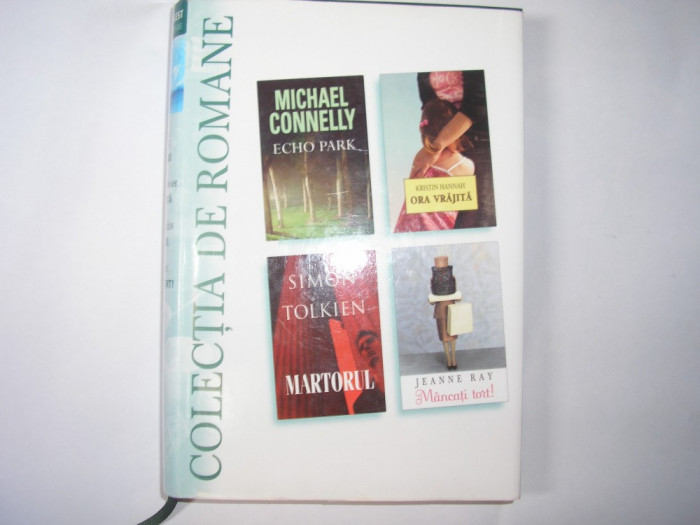 COLECȚIA DE ROMANE
MICHAEL
CONNELLY
ECHO PARK
KRISTIN HANNAH
ORA VRĂJITĂ
SIMON
TOLKIEN
MARTORUL
JEANNE RAY
Mâncați tort!